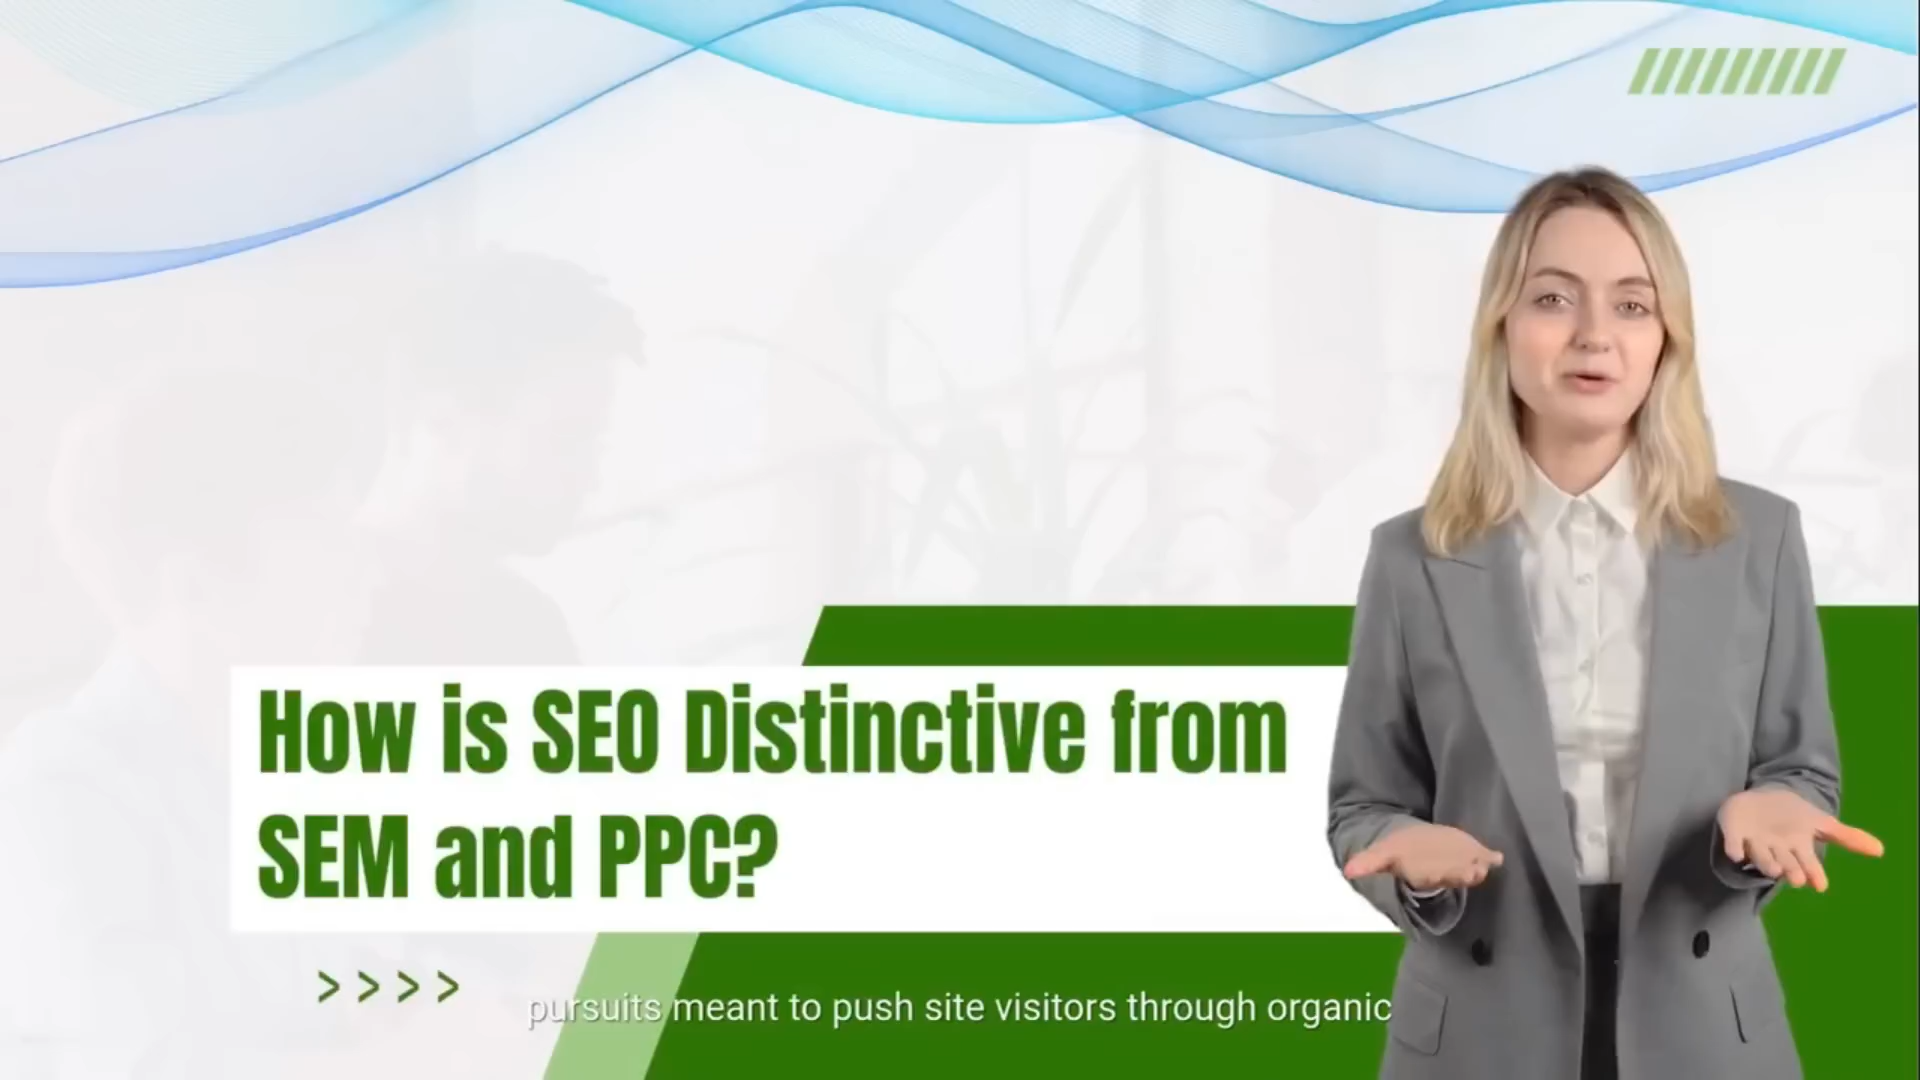 How is SEO Distinctive from
SEM and PPC?
> > > >
pursuits meant to push site visitors through organic